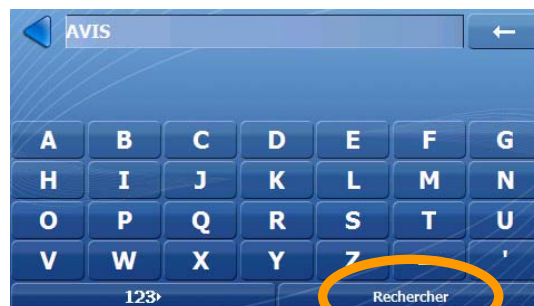 AVIS ←
A B C D E F G
H I J K L M N
O P Q R S T U
V W X Y Z _ '
123 Rechercher